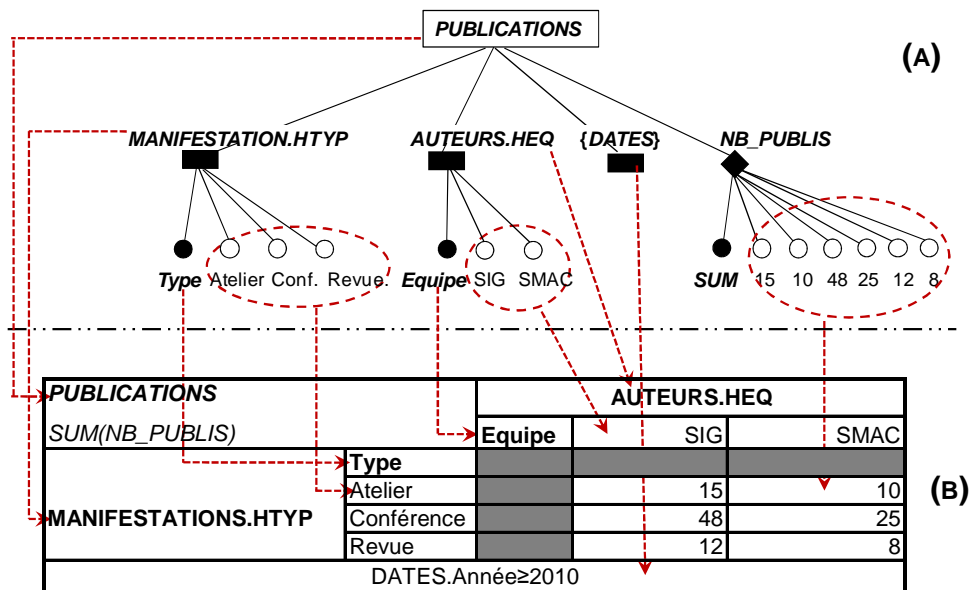 PUBLICATIONS
(A)
MANIFESTATION.HTYP AUTEURS.HEQ {DATES} NB_PUBLIS
Type Atelier Conf. Revue. Equipe SIG SMAC SUM 15 10 48 25 12 8
PUBLICATIONS AUTEURS.HEQ
SUM(NB_PUBLIS) Equipe SIG SMAC
Type
(B)
Atelier 15 10
MANIFESTATIONS.HTYP Conférence 48 25
Revue 12 8
DATES.Année≥2010